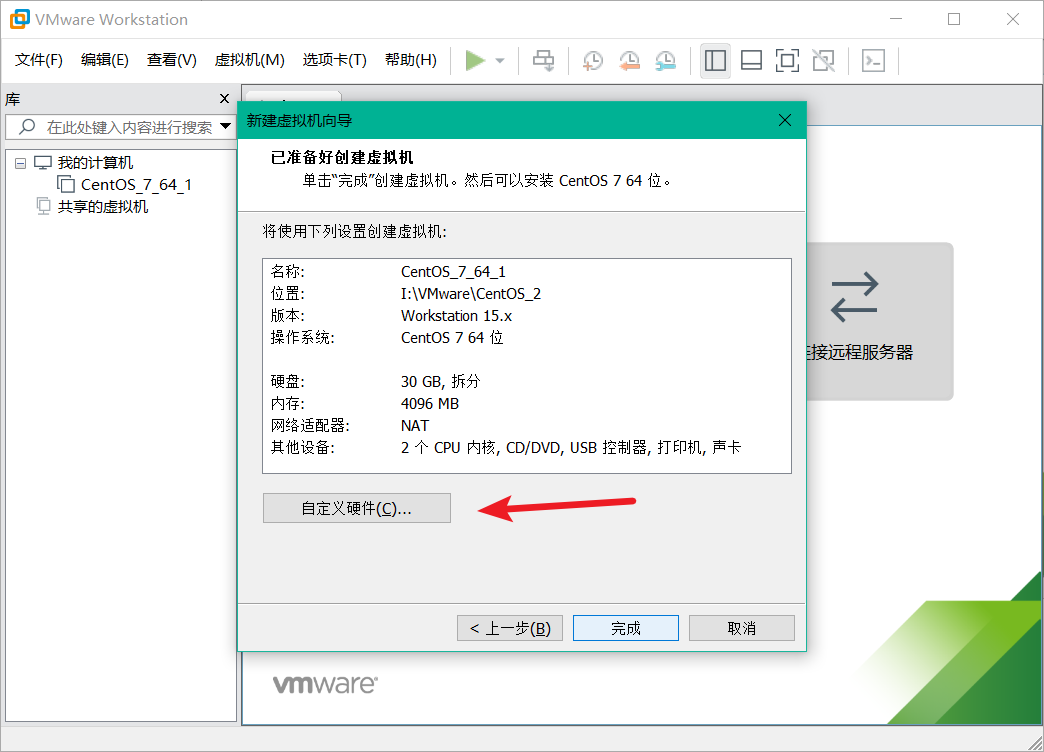 VMware Workstation
文件(F) 编辑(E) 查看(V) 虚拟机(M) 选项卡(T) 帮助(H)
库
在此处键入内容进行搜索
我的计算机
CentOS_7_64_1
共享的虚拟机
新建虚拟机向导
已准备好创建虚拟机
单击“完成”创建虚拟机。然后可以安装 CentOS 7 64 位。
将使用下列设置创建虚拟机:
名称: CentOS_7_64_1
位置: I:\VMware\CentOS_2
版本: Workstation 15.x
操作系统: CentOS 7 64 位
硬盘: 30 GB, 拆分
内存: 4096 MB
网络适配器: NAT
其他设备: 2 个 CPU 内核, CD/DVD, USB 控制器, 打印机, 声卡
自定义硬件(C)...
< 上一步(B) 完成 取消
接远程服务器
vmware